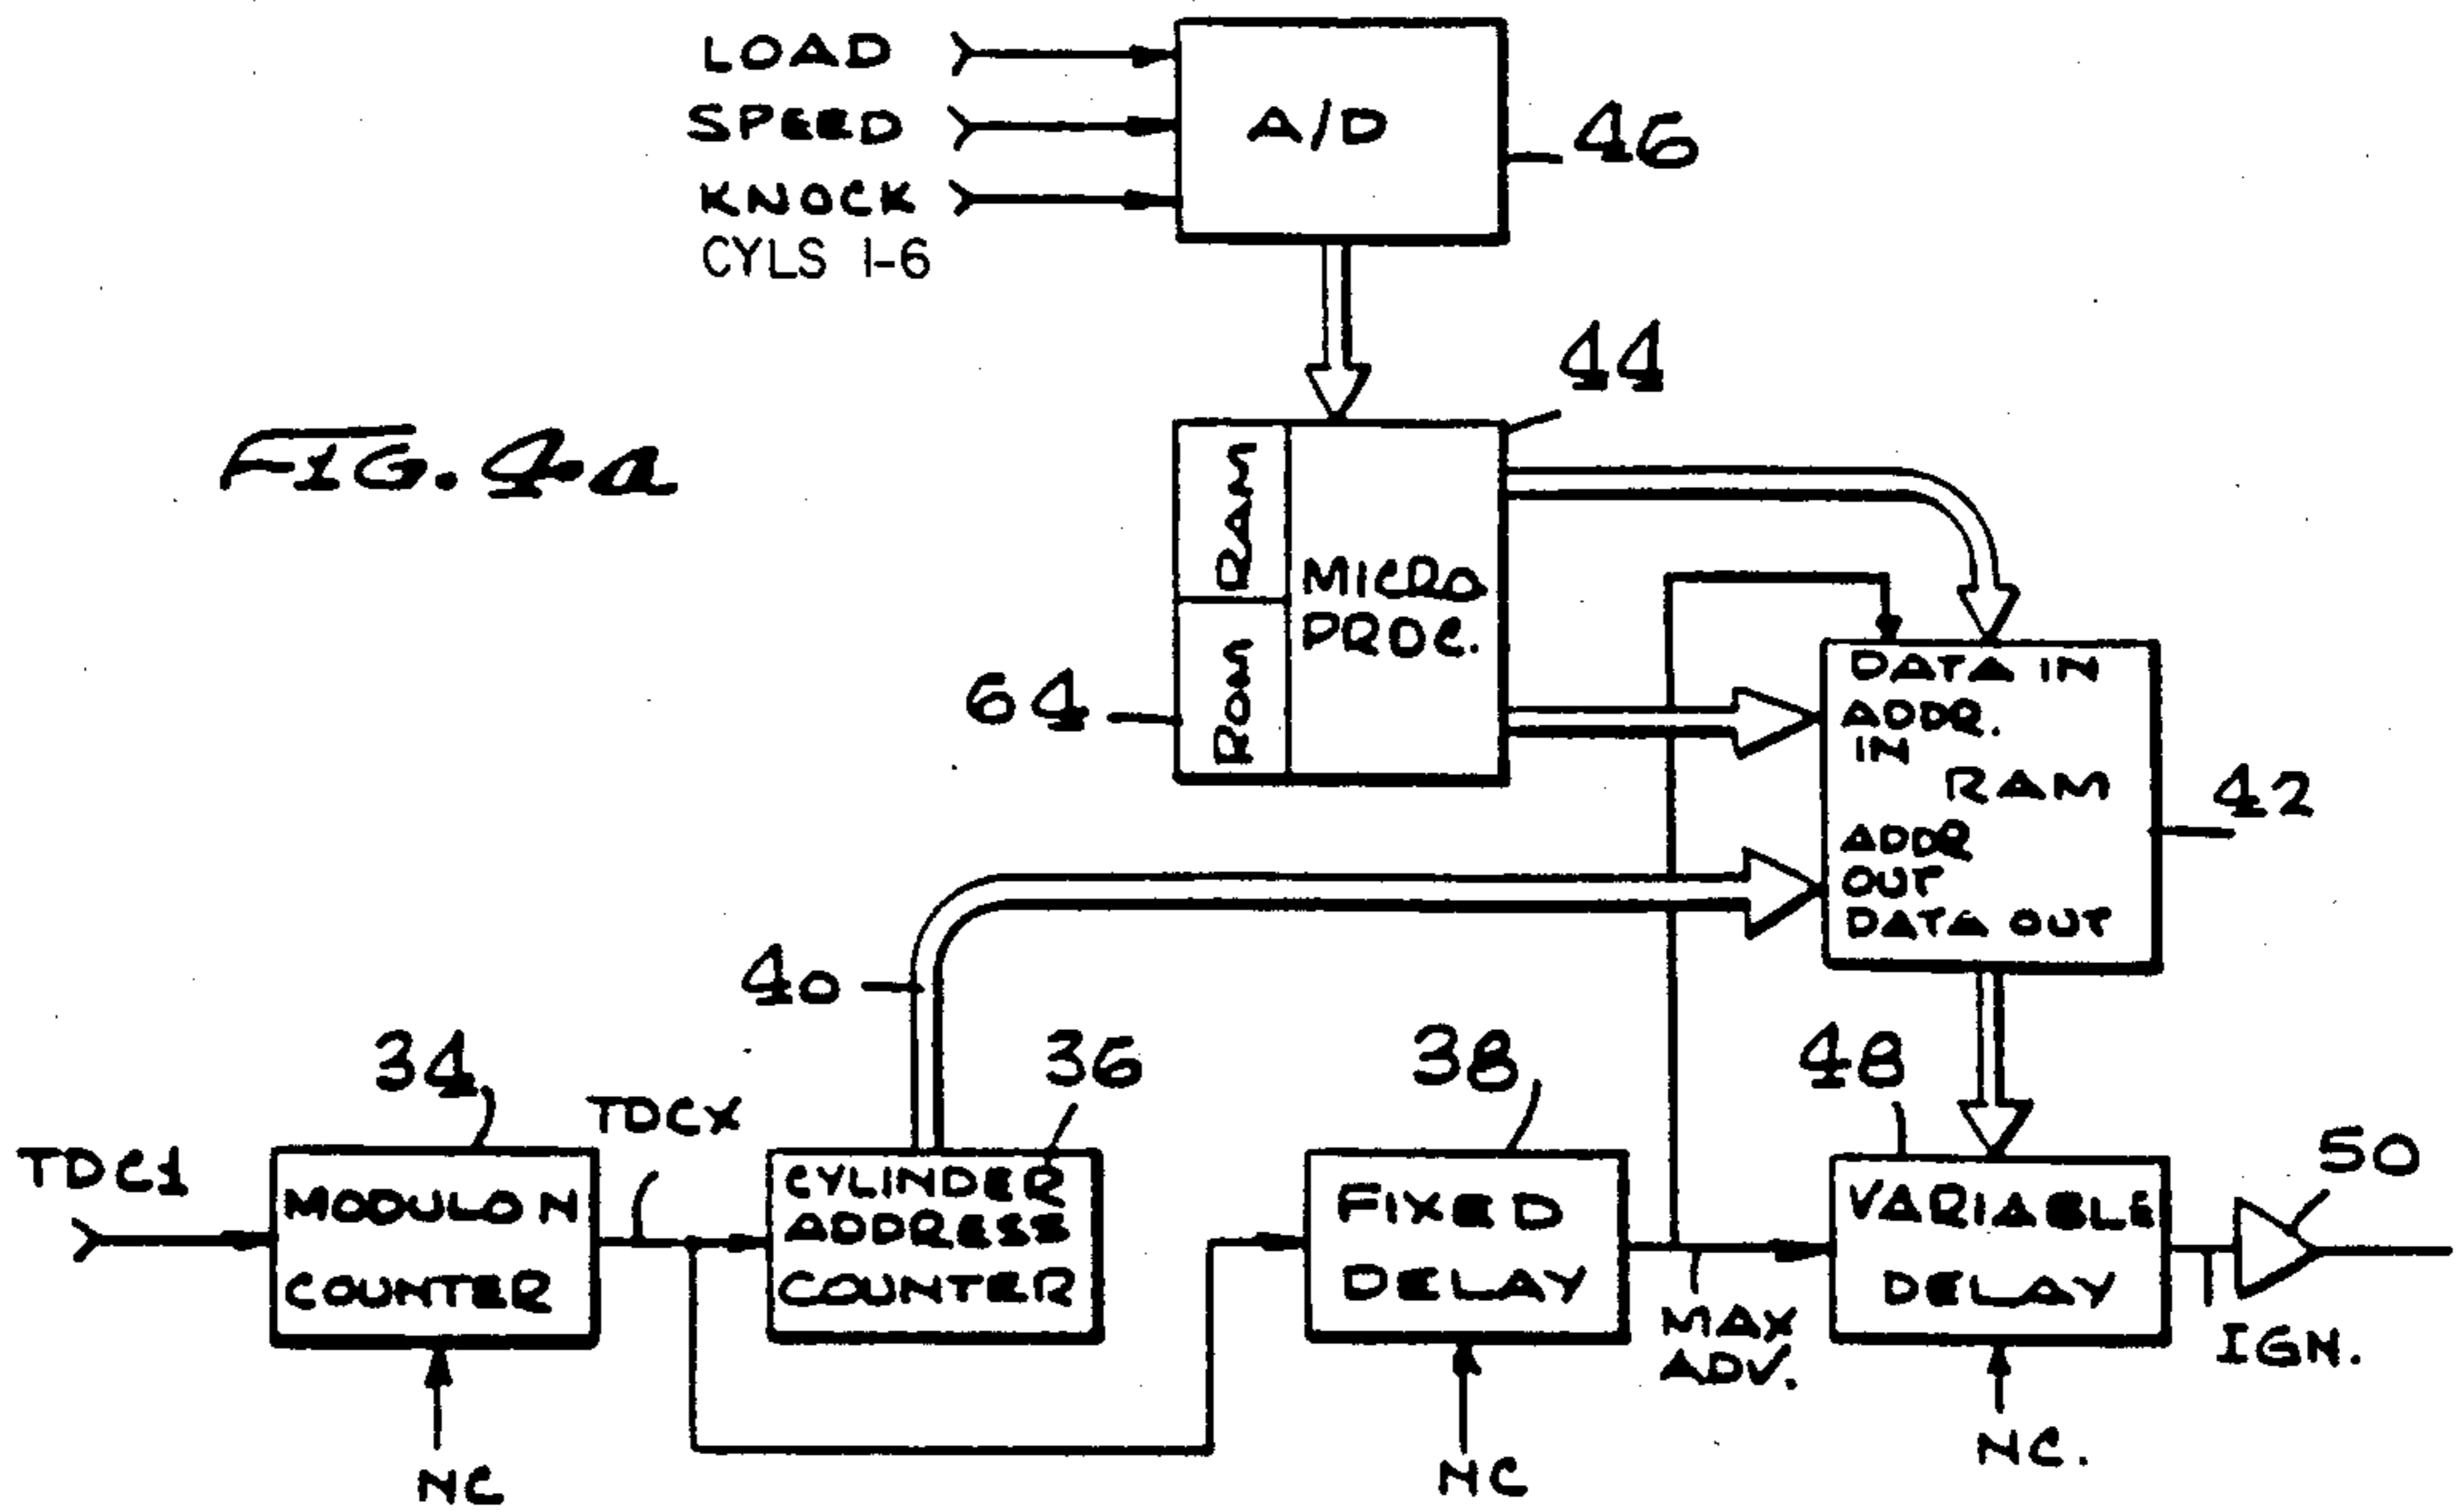 LOAD
SPEED
KNOCK
CYLS 1-6
A/D
46
44
FIG. 4a
RAM
MICRO
PROC.
ROM
64
DATA IN
ADDR.
IN
RAM
ADDR
OUT
DATA OUT
42
40
34
TDCX
36
38
48
50
TDC1
MODULO N
COUNTER
CYLINDER
ADDRESS
COUNTER
FIXED
DELAY
MAX
ADV.
VARIABLE
DELAY
IGN.
NC
NC
NC.